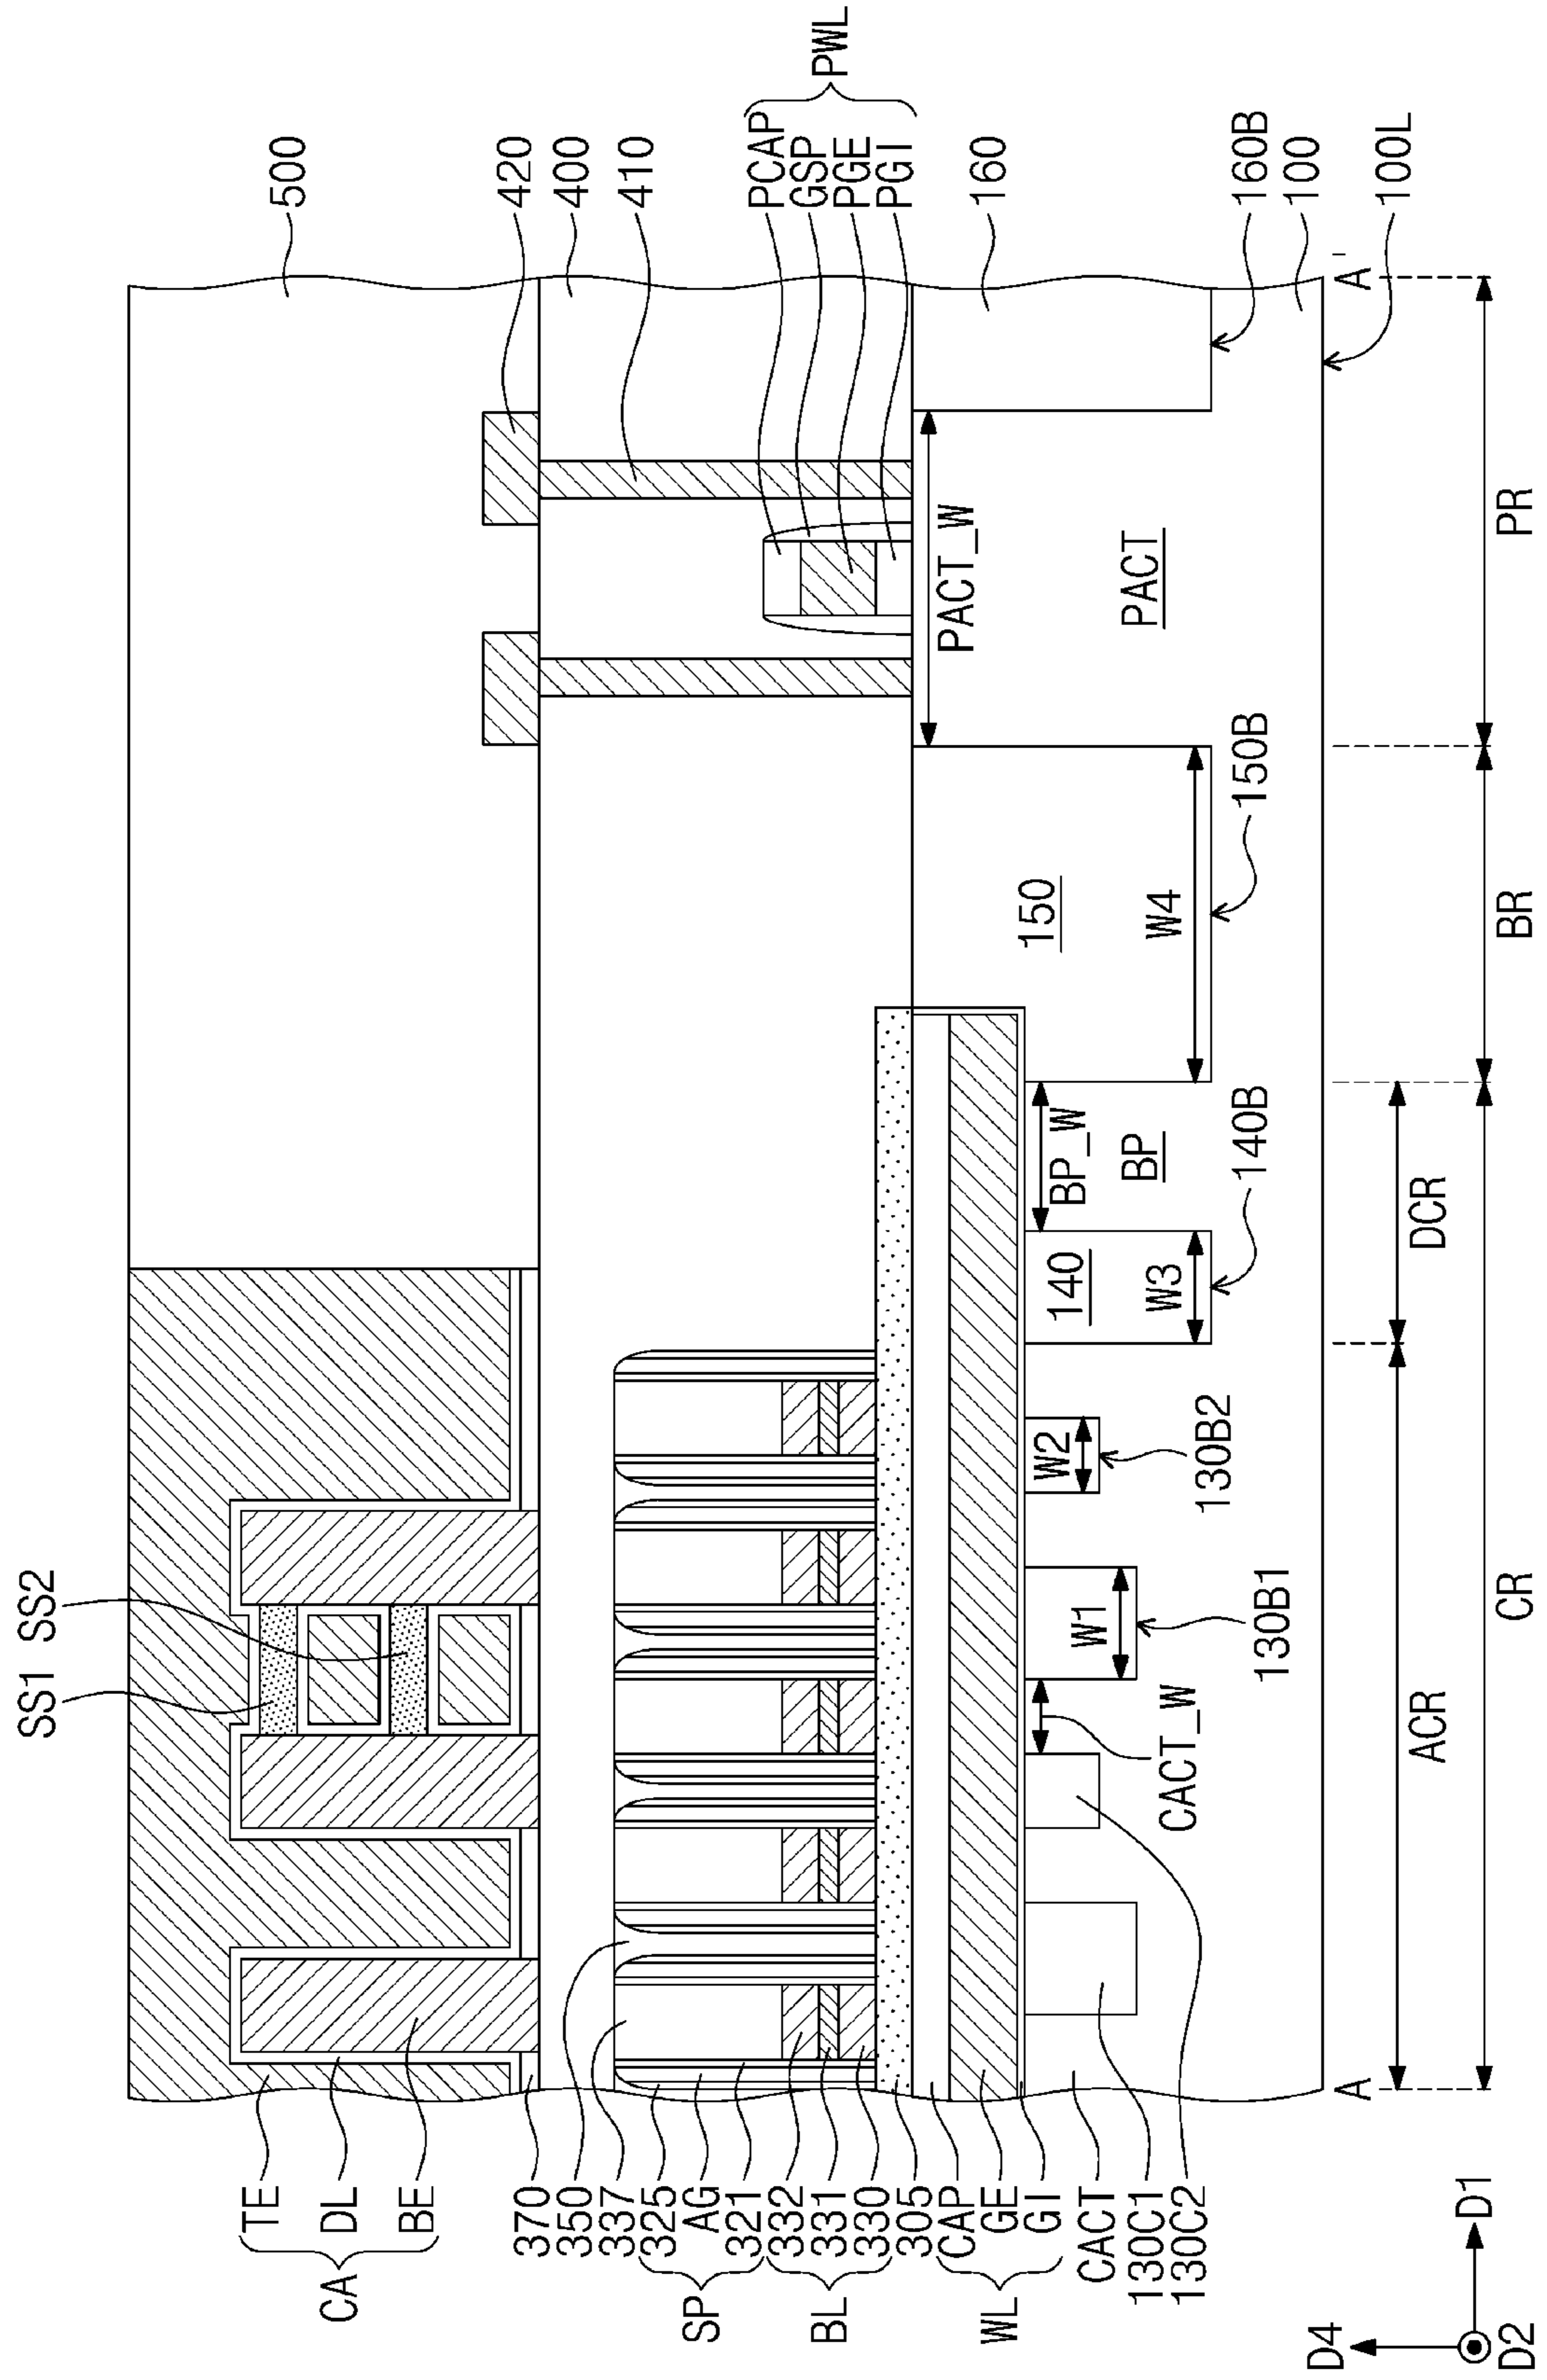 SS1 SS2
500
420
400
410
PCAP
GSP
PGE
PGI
PWL
160
160B
100
100L
TE
DL
BE
CA
370
350
337
325
AG
321
SP
332
331
330
BL
305
CAP
GE
GI
WL
CACT
130C1
130C2
PACT_W
PACT
150
W4
150B
BP_W
BP
140
W3
140B
W2
130B2
W1
130B1
CACT_W
A
A'
ACR
DCR
CR
BR
PR
D4
D2
D1